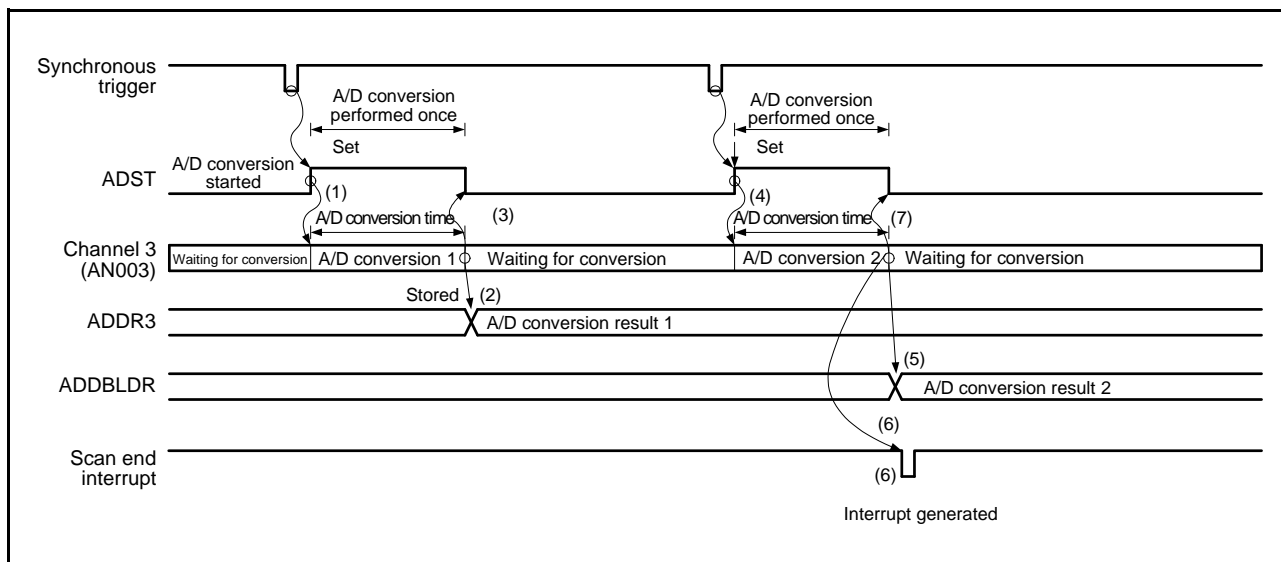 Synchronous
trigger
A/D conversion
performed once
A/D conversion
performed once
Set
Set
ADST
A/D conversion
started
(1)
(3)
(4)
(7)
A/D conversion time
A/D conversion time
Channel 3
(AN003)
Waiting for conversion
A/D conversion 1
Waiting for conversion
A/D conversion 2
Waiting for conversion
Stored
(2)
ADDR3
A/D conversion result 1
(5)
ADDBLDR
A/D conversion result 2
(6)
Scan end
interrupt
(6)
Interrupt generated